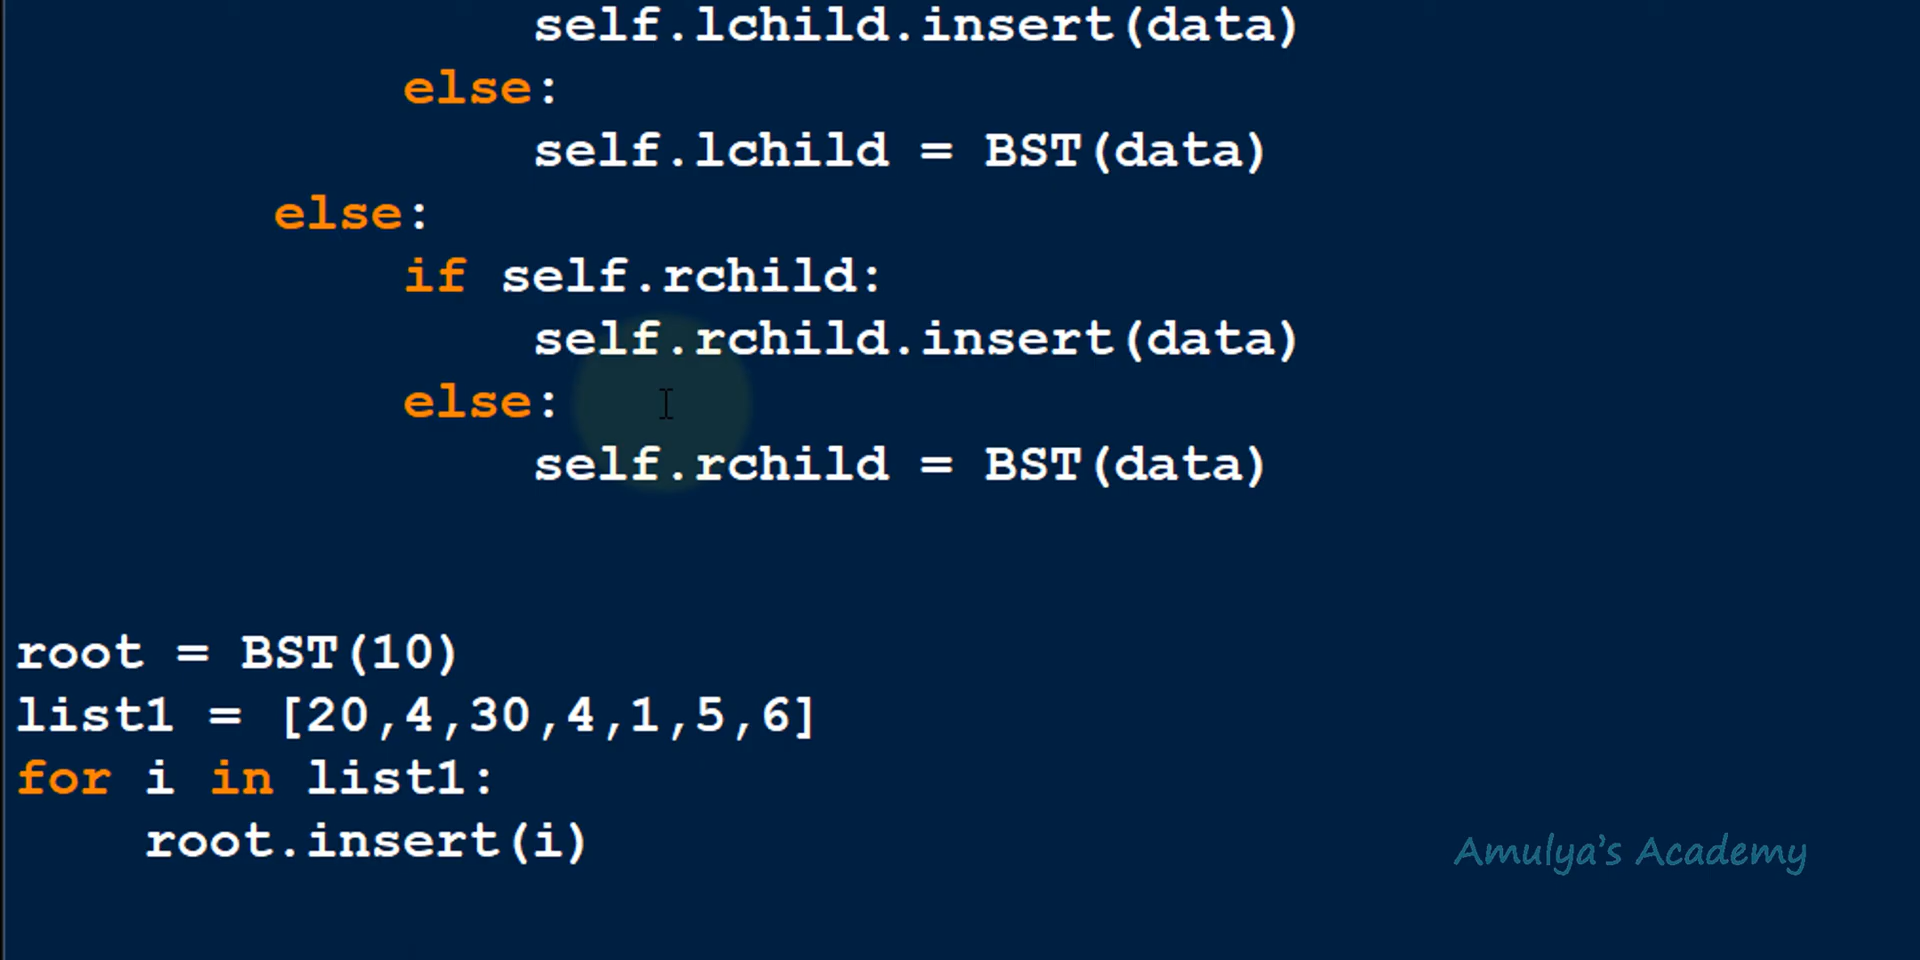 self.lchild.insert(data)
else:
self.lchild = BST(data)
else:
if self.rchild:
self.rchild.insert(data)
else:
self.rchild = BST(data)
root = BST(10)
list1 = [20,4,30,4,1,5,6]
for i in list1:
root.insert(i)
Amulya's Academy